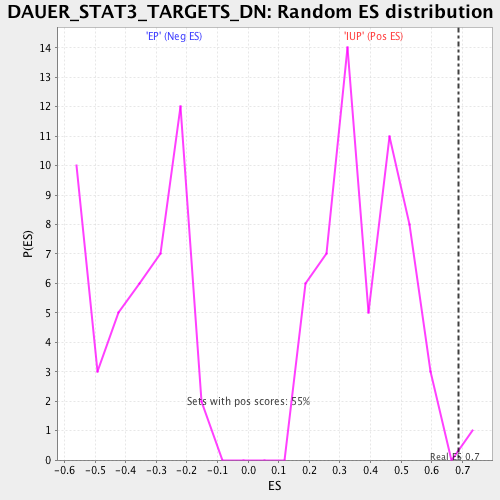 DAUER_STAT3_TARGETS_DN: Random ES distribution
'EP' (Neg ES) 'IUP' (Pos ES)
14
13
12
11
10
9
8
7
6
5
4
3
2
1
0
P(ES)
Sets with pos scores: 55%
Real ES 0.7
-0.6 -0.5 -0.4 -0.3 -0.2 -0.1 0.0 0.1 0.2 0.3 0.4 0.5 0.6 0.7
ES